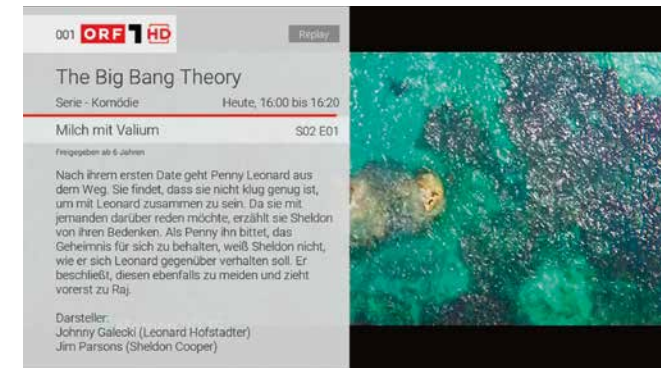 001 ORF 1 HD Replay
The Big Bang Theory
Serie - Komödie Heute, 16:00 bis 16:20
Milch mit Valium S02 E01
Freigegeben ab 6 Jahren
Nach ihrem ersten Date geht Penny Leonard aus
dem Weg. Sie findet, dass sie nicht klug genug ist,
um mit Leonard zusammen zu sein. Da sie mit
jemanden darüber reden möchte, erzählt sie Sheldon
von ihren Bedenken. Als Penny ihn bittet, das
Geheimnis für sich zu behalten, weiß Sheldon nicht,
wie er sich Leonard gegenüber verhalten soll. Er
beschließt, diesen ebenfalls zu meiden und zieht
vorerst zu Raj.
Darsteller:
Johnny Galecki (Leonard Hofstadter)
Jim Parsons (Sheldon Cooper)